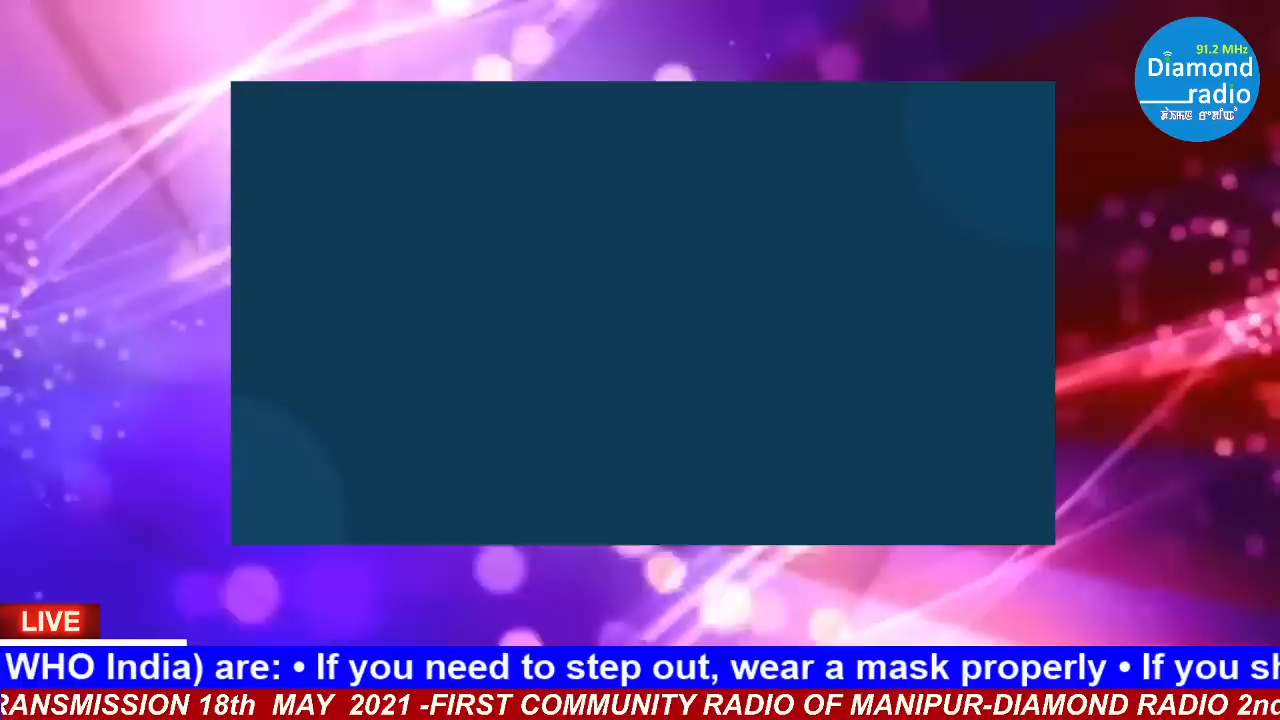 91.2 MHz
Diamond
radio
LIVE
WHO India) are: • If you need to step out, wear a mask properly • If you sh
RANSMISSION 18th MAY 2021 -FIRST COMMUNITY RADIO OF MANIPUR-DIAMOND RADIO 2nd